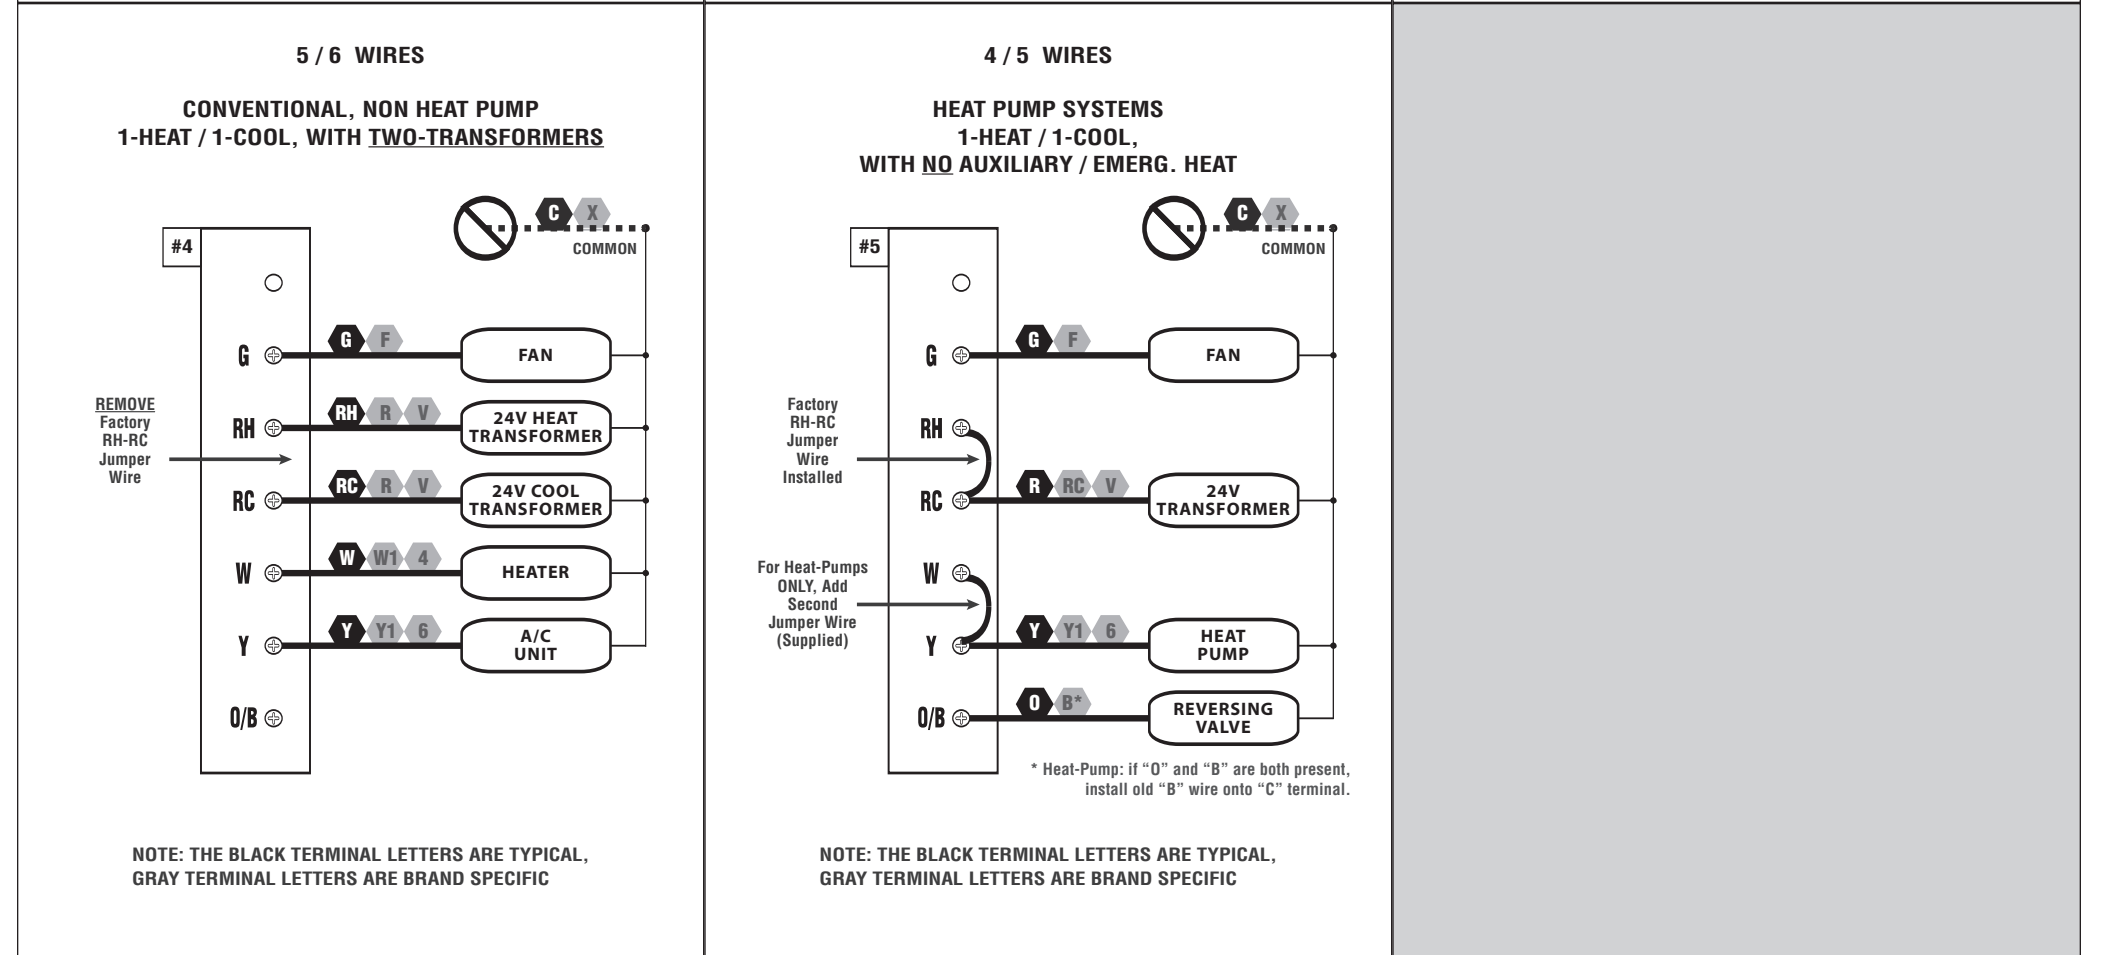 5 / 6 WIRES
CONVENTIONAL, NON HEAT PUMP
1-HEAT / 1-COOL, WITH TWO-TRANSFORMERS
C X
COMMON
#4
G F
G
FAN
REMOVE
Factory
RH-RC
Jumper
Wire
RH R V
RH
24V HEAT
TRANSFORMER
RC R V
RC
24V COOL
TRANSFORMER
W W1 4
W
HEATER
Y Y1 6
Y
A/C
UNIT
O/B
NOTE: THE BLACK TERMINAL LETTERS ARE TYPICAL,
GRAY TERMINAL LETTERS ARE BRAND SPECIFIC
4 / 5 WIRES
HEAT PUMP SYSTEMS
1-HEAT / 1-COOL,
WITH NO AUXILIARY / EMERG. HEAT
C X
COMMON
#5
G F
G
FAN
Factory
RH-RC
Jumper
Wire
Installed
RH
R RC V
RC
24V
TRANSFORMER
For Heat-Pumps
ONLY, Add
Second
Jumper Wire
(Supplied)
W
Y Y1 6
Y
HEAT
PUMP
O B*
O/B
REVERSING
VALVE
* Heat-Pump: if “O” and “B” are both present,
install old “B” wire onto “C” terminal.
NOTE: THE BLACK TERMINAL LETTERS ARE TYPICAL,
GRAY TERMINAL LETTERS ARE BRAND SPECIFIC